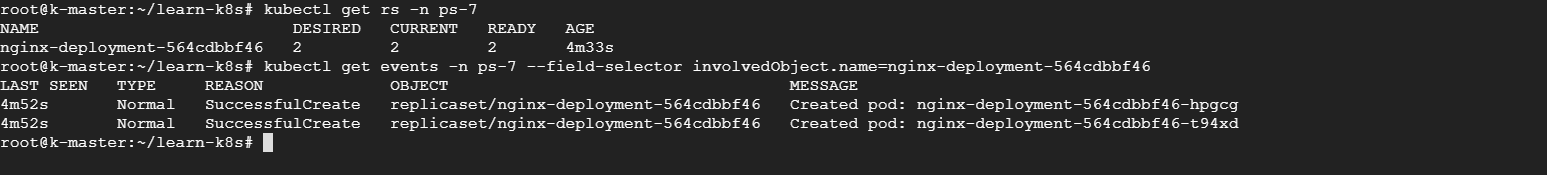 root@k-master:~/learn-k8s# kubectl get rs -n ps-7
NAME                          DESIRED   CURRENT   READY   AGE
nginx-deployment-564cdbbf46   2         2         2       4m33s
root@k-master:~/learn-k8s# kubectl get events -n ps-7 --field-selector involvedObject.name=nginx-deployment-564cdbbf46
LAST SEEN   TYPE     REASON             OBJECT                                   MESSAGE
4m52s       Normal   SuccessfulCreate   replicaset/nginx-deployment-564cdbbf46   Created pod: nginx-deployment-564cdbbf46-hpgcg
4m52s       Normal   SuccessfulCreate   replicaset/nginx-deployment-564cdbbf46   Created pod: nginx-deployment-564cdbbf46-t94xd
root@k-master:~/learn-k8s#